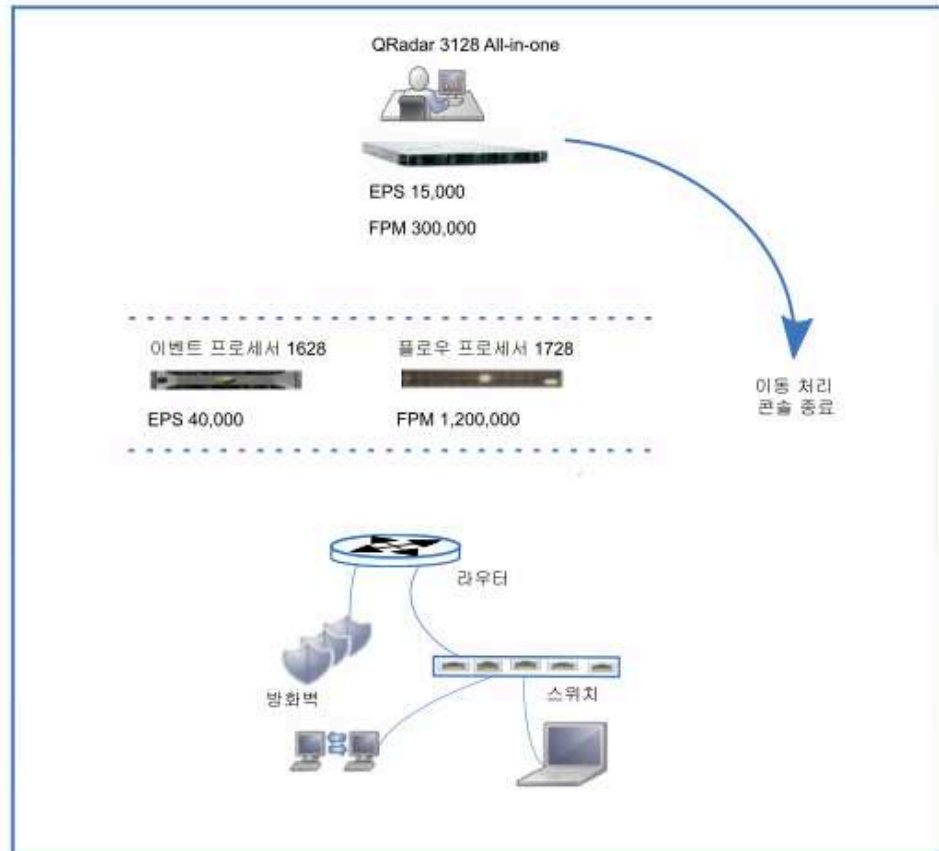 QRadar 3128 All-in-one
EPS 15,000
FPM 300,000
이벤트 프로세서 1628
플로우 프로세서 1728
EPS 40,000
FPM 1,200,000
이동 처리
콘솔 종료
라우터
방화벽
스위치